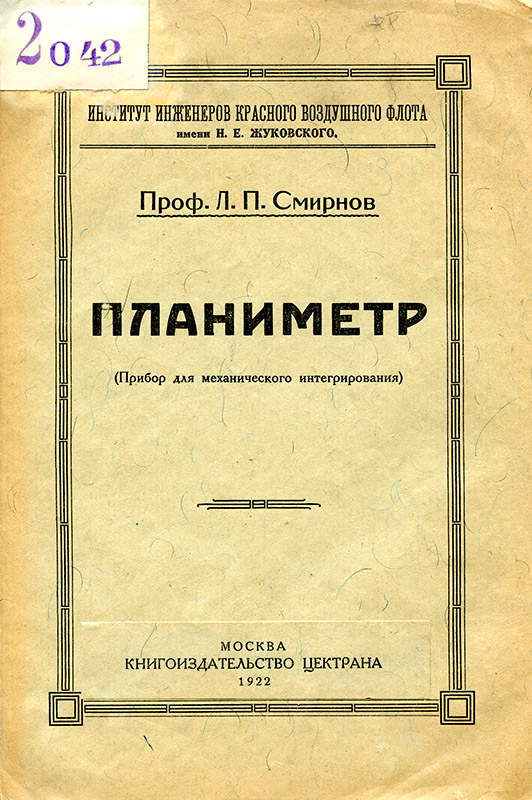 2042
ИНСТИТУТ ИНЖЕНЕРОВ КРАСНОГО ВОЗДУШНОГО ФЛОТА
имени Н. Е. ЖУКОВСКОГО.
Проф. Л. П. Смирнов
ПЛАНИМЕТР
(Прибор для механического интегрирования)
МОСКВА
КНИГОИЗДАТЕЛЬСТВО ЦЕКТРАНА
1922